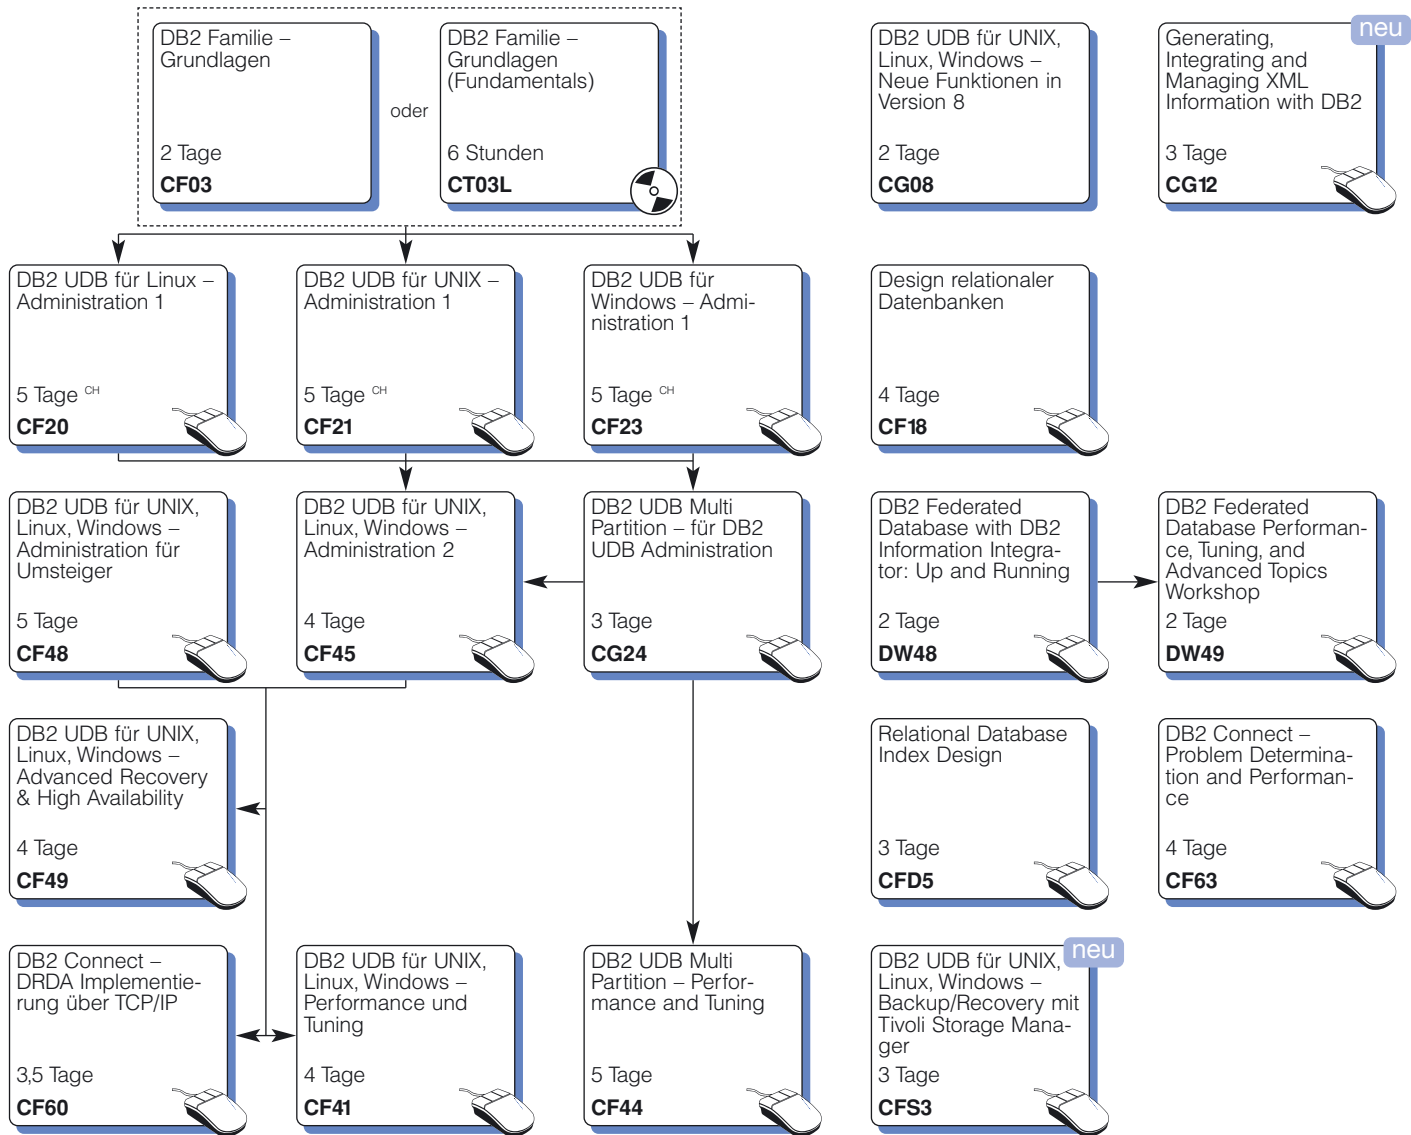 DB2 Familie –
Grundlagen
2 Tage
CF03
oder
DB2 Familie –
Grundlagen
(Fundamentals)
6 Stunden
CT03L
DB2 UDB für UNIX,
Linux, Windows –
Neue Funktionen in
Version 8
2 Tage
CG08
neu
Generating,
Integrating and
Managing XML
Information with DB2
3 Tage
CG12
DB2 UDB für Linux –
Administration 1
5 Tage CH
CF20
DB2 UDB für UNIX –
Administration 1
5 Tage CH
CF21
DB2 UDB für
Windows – Admi-
nistration 1
5 Tage CH
CF23
Design relationaler
Datenbanken
4 Tage
CF18
DB2 UDB für UNIX,
Linux, Windows –
Administration für
Umsteiger
5 Tage
CF48
DB2 UDB für UNIX,
Linux, Windows –
Administration 2
4 Tage
CF45
DB2 UDB Multi
Partition – für DB2
UDB Administration
3 Tage
CG24
DB2 Federated
Database with DB2
Information Integra-
tor: Up and Running
2 Tage
DW48
DB2 Federated
Database Performan-
ce, Tuning, and
Advanced Topics
Workshop
2 Tage
DW49
DB2 UDB für UNIX,
Linux, Windows –
Advanced Recovery
& High Availability
4 Tage
CF49
Relational Database
Index Design
3 Tage
CFD5
DB2 Connect –
Problem Determina-
tion and Performan-
ce
4 Tage
CF63
DB2 Connect –
DRDA Implementie-
rung über TCP/IP
3,5 Tage
CF60
DB2 UDB für UNIX,
Linux, Windows –
Performance und
Tuning
4 Tage
CF41
DB2 UDB Multi
Partition – Perfor-
mance and Tuning
5 Tage
CF44
neu
DB2 UDB für UNIX,
Linux, Windows –
Backup/Recovery mit
Tivoli Storage Mana-
ger
3 Tage
CFS3